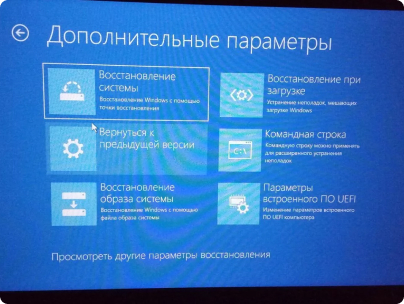 Дополнительные параметры
Восстановление
системы
Восстановление Windows с помощью
точки восстановления
Восстановление при
загрузке
Устранение неполадок, мешающих
загрузке Windows
Вернуться к
предыдущей версии
Командная строка
Командную строку можно применять
для расширенного устранения
неполадок
Восстановление
образа системы
Восстановление Windows с помощью
файла образа системы
Параметры
встроенного ПО UEFI
Изменение параметров встроенного
ПО UEFI компьютера
Просмотреть другие параметры восстановления